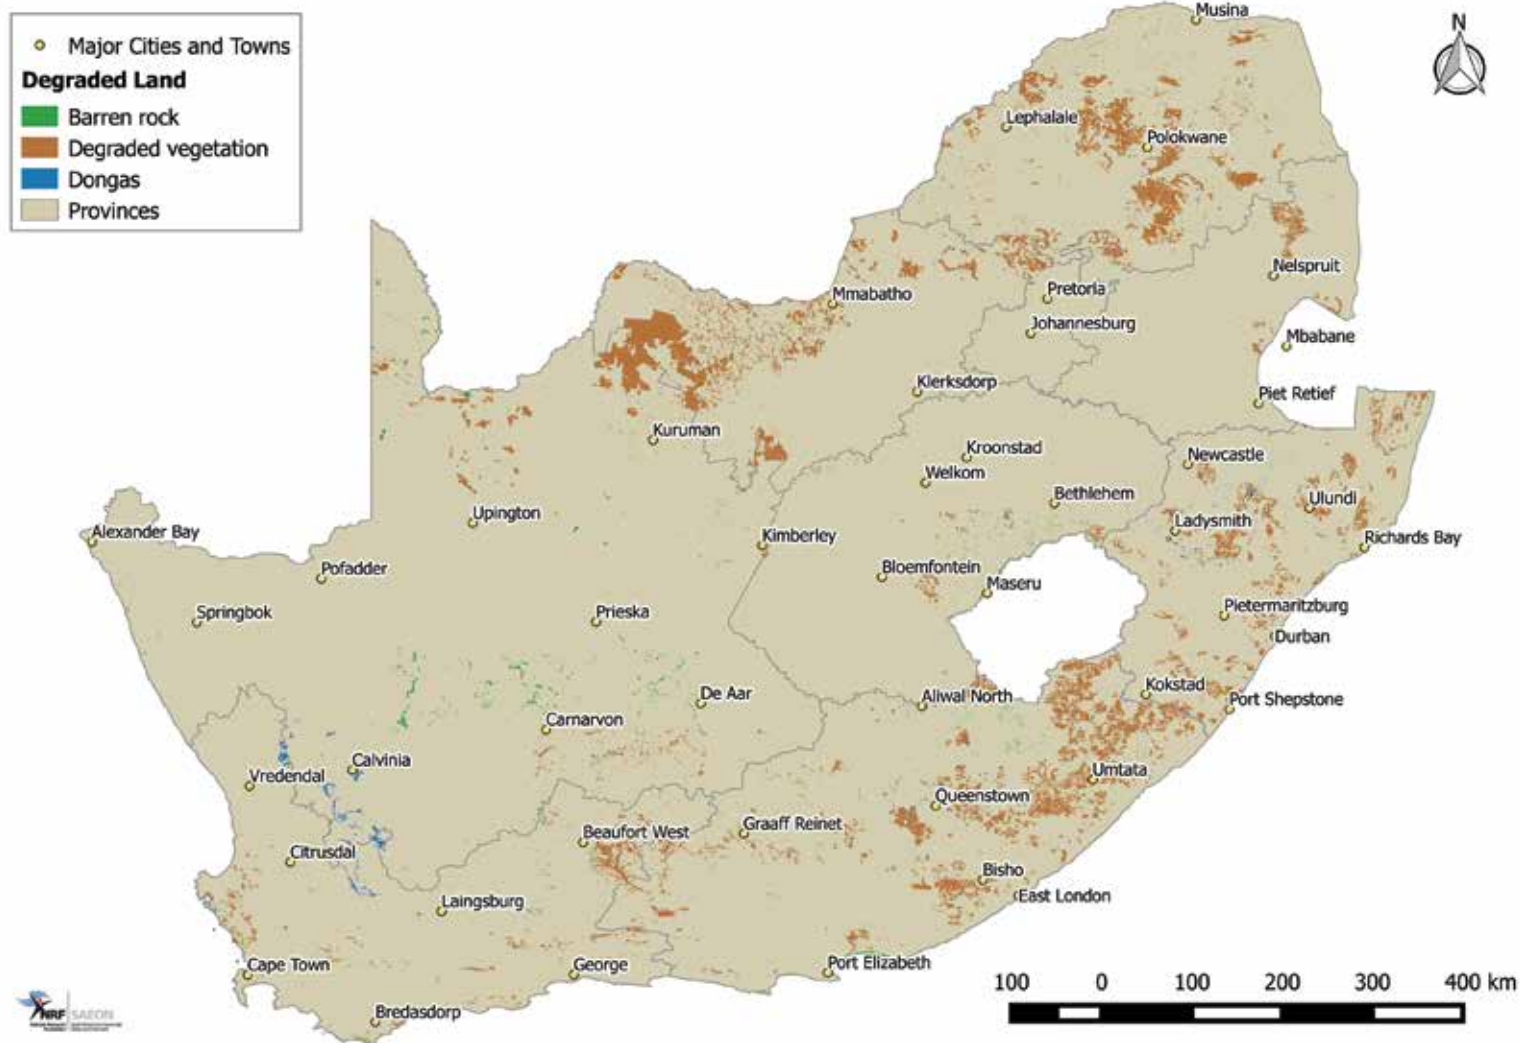 Major Cities and Towns
Degraded Land
Barren rock
Degraded vegetation
Dongas
Provinces
N
Musina
Lephalale
Polokwane
Nelspruit
Mmabatho
Pretoria
Johannesburg
Mbabane
Klerksdorp
Piet Retief
Kuruman
Kroonstad
Newcastle
Welkom
Bethlehem
Ulundi
Upington
Ladysmith
Alexander Bay
Kimberley
Richards Bay
Pofadder
Bloemfontein
Maseru
Springbok
Prieska
Pietermaritzburg
Durban
De Aar
Aliwal North
Kokstad
Port Shepstone
Carnarvon
Calvinia
Vredendal
Umtata
Queenstown
Beaufort West
Graaff Reinet
Citrusdal
Bisho
Laingsburg
East London
Cape Town
George
Port Elizabeth
Bredasdorp
100 0 100 200 300 400 km
NRF SAEON